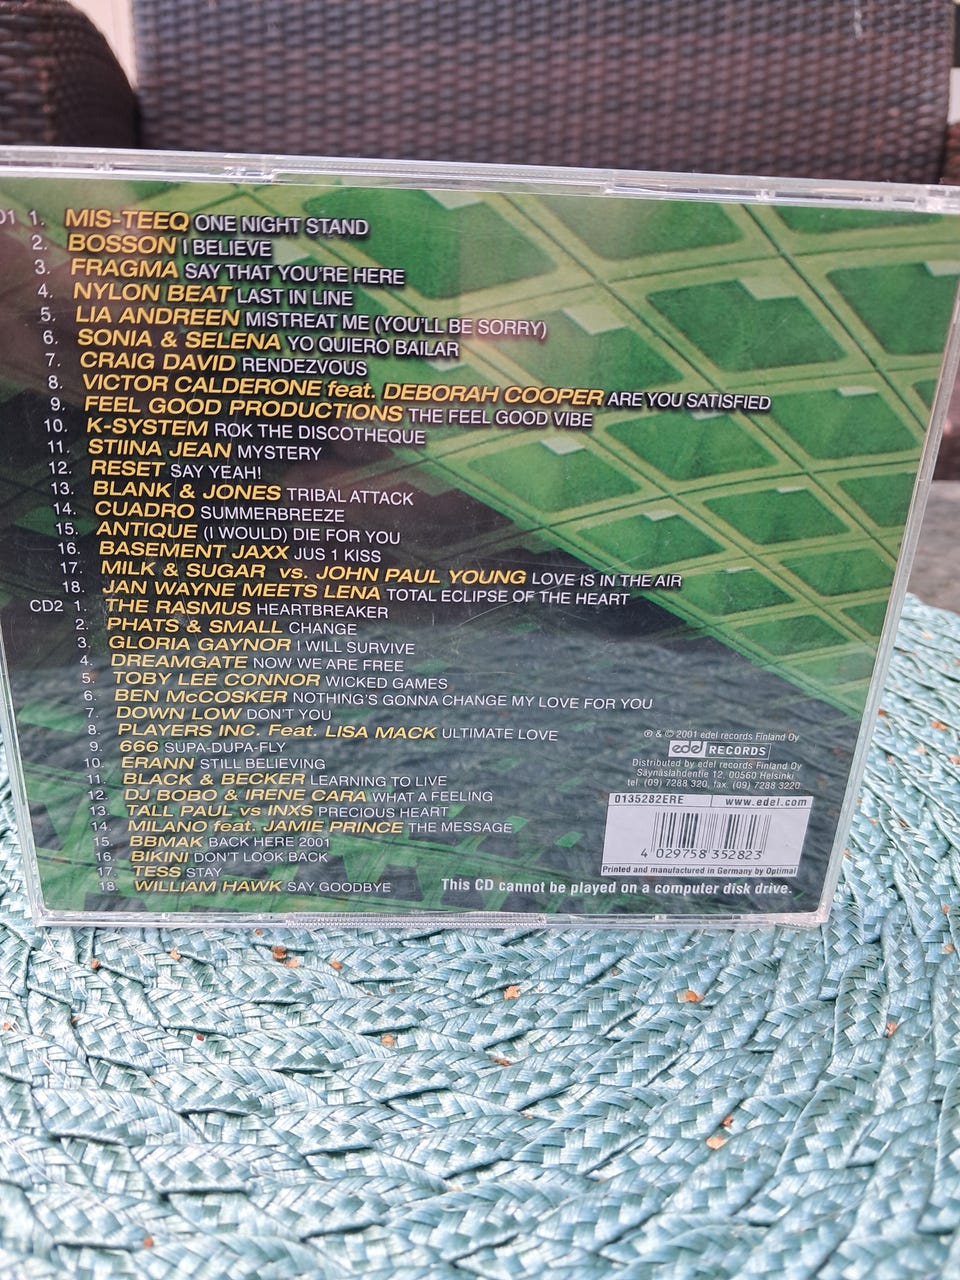 D1 1. MIS-TEEQ ONE NIGHT STAND
2. BOSSON I BELIEVE
3. FRAGMA SAY THAT YOU'RE HERE
4. NYLON BEAT LAST IN LINE
5. LIA ANDREEN MISTREAT ME (YOU'LL BE SORRY)
6. SONIA & SELENA YO QUIERO BAILAR
7. CRAIG DAVID RENDEZVOUS
8. VICTOR CALDERONE feat. DEBORAH COOPER ARE YOU SATISFIED
9. FEEL GOOD PRODUCTIONS THE FEEL GOOD VIBE
10. K-SYSTEM ROK THE DISCOTHEQUE
11. STIINA JEAN MYSTERY
12. RESET SAY YEAH!
13. BLANK & JONES TRIBAL ATTACK
14. CUADRO SUMMERBREEZE
15. ANTIQUE (I WOULD) DIE FOR YOU
16. BASEMENT JAXX JUS 1 KISS
17. MILK & SUGAR vs. JOHN PAUL YOUNG LOVE IS IN THE AIR
18. JAN WAYNE MEETS LENA TOTAL ECLIPSE OF THE HEART
CD2 1. THE RASMUS HEARTBREAKER
2. PHATS & SMALL CHANGE
3. GLORIA GAYNOR I WILL SURVIVE
4. DREAMGATE NOW WE ARE FREE
5. TOBY LEE CONNOR WICKED GAMES
6. BEN McCOSKER NOTHING'S GONNA CHANGE MY LOVE FOR YOU
7. DOWN LOW DON'T YOU
8. PLAYERS INC. Feat. LISA MACK ULTIMATE LOVE
9. 666 SUPA-DUPA-FLY
10. ERANN STILL BELIEVING
11. BLACK & BECKER LEARNING TO LIVE
12. DJ BOBO & IRENE CARA WHAT A FEELING
13. TALL PAUL vs INXS PRECIOUS HEART
14. MILANO feat. JAMIE PRINCE THE MESSAGE
15. BBMAK BACK HERE 2001
16. BIKINI DON'T LOOK BACK
17. TESS STAY
18. WILLIAM HAWK SAY GOODBYE
℗ & © 2001 edel records Finland Oy
edel RECORDS
Distributed by edel records Finland Oy
Säynäslahdentie 12, 00560 Helsinki
tel. (09) 7288 320, fax. (09) 7288 3220
0135282ERE www.edel.com
4 029758 352823
Printed and manufactured in Germany by Optimal
This CD cannot be played on a computer disk drive.